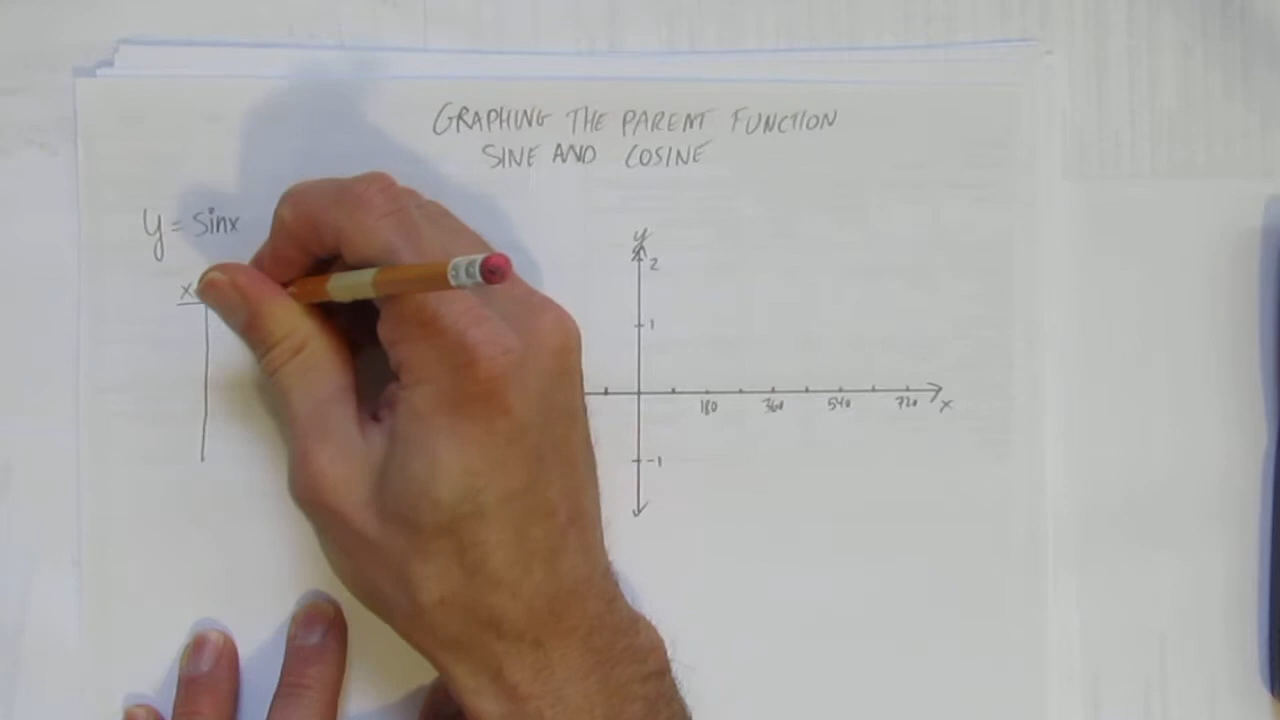 GRAPHING THE PARENT FUNCTION
SINE AND COSINE
y = sinx
x
y
2
1
180 360 540 720 x
-1